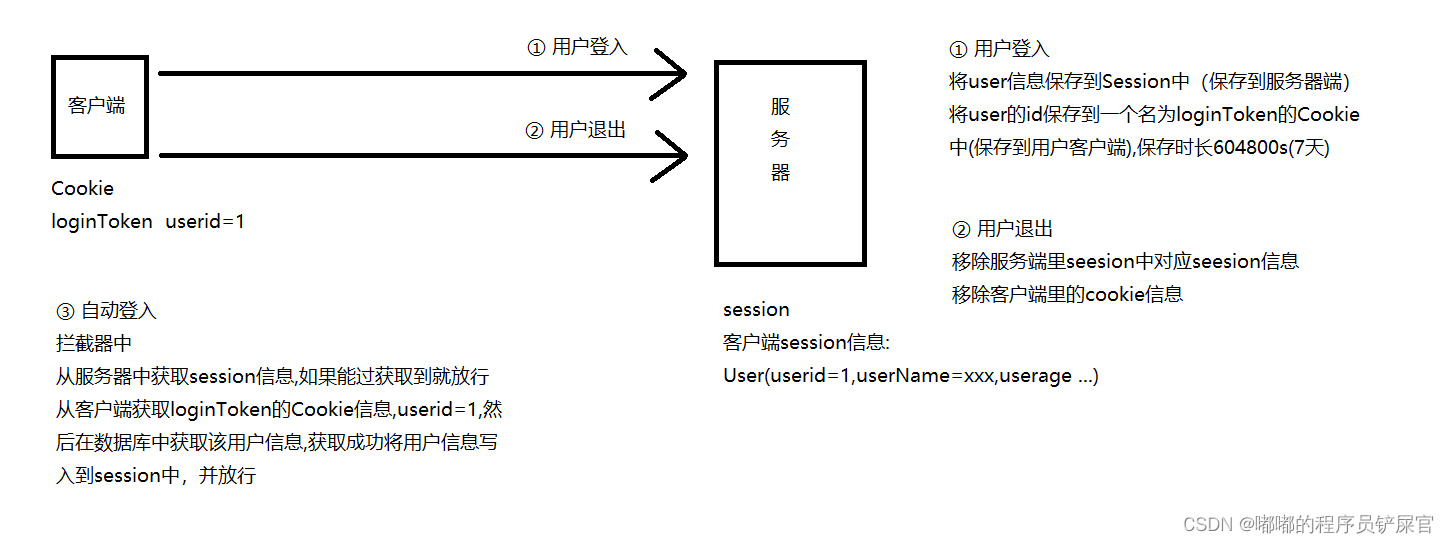 ① 用户登入
客户端
② 用户退出
服
务
器
Cookie
loginToken  userid=1
① 用户登入
将user信息保存到Session中（保存到服务器端）
将user的id保存到一个名为loginToken的Cookie
中(保存到用户客户端),保存时长604800s(7天)
② 用户退出
移除服务端里seesion中对应seesion信息
移除客户端里的cookie信息
③ 自动登入
拦截器中
从服务器中获取session信息,如果能过获取到就放行
从客户端获取loginToken的Cookie信息,userid=1,然
后在数据库中获取该用户信息,获取成功将用户信息写
入到session中，并放行
session
客户端session信息:
User(userid=1,userName=xxx,userage ...)
CSDN @嘟嘟的程序员铲屎官